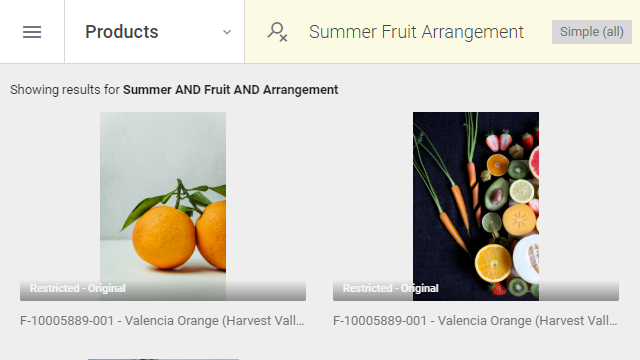 Products
Summer Fruit Arrangement
Simple (all)
Showing results for Summer AND Fruit AND Arrangement
Restricted - Original
Restricted - Original
F-10005889-001 - Valencia Orange (Harvest Vall...
F-10005889-001 - Valencia Orange (Harvest Vall...